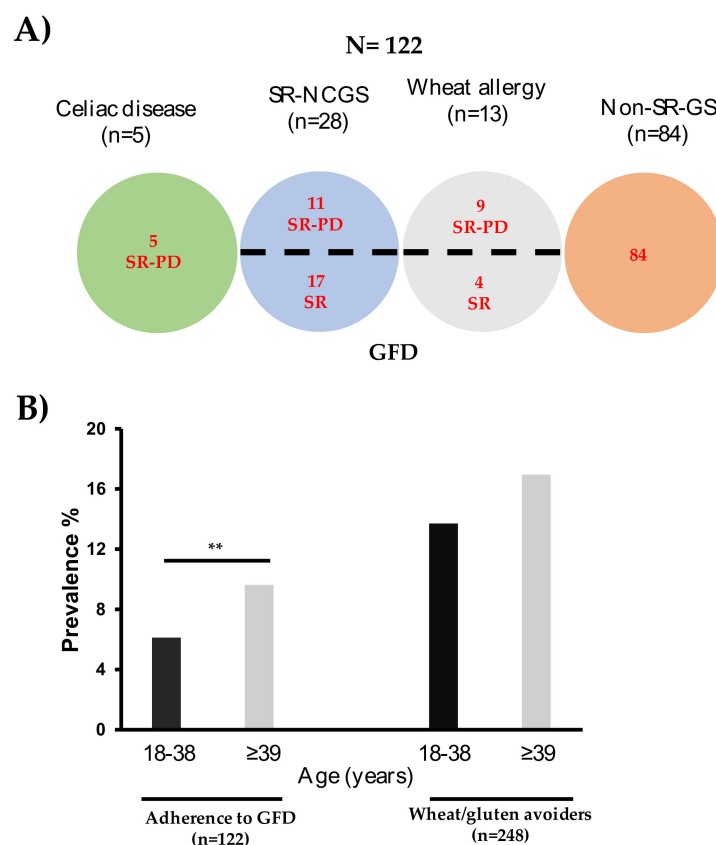 A)
N= 122
Celiac disease
(n=5)
SR-NCGS
(n=28)
Wheat allergy
(n=13)
Non-SR-GS
(n=84)
5
SR-PD
11
SR-PD
17
SR
9
SR-PD
4
SR
84
GFD
B)
Prevalence %
20
16
12
8
4
0
**
18-38
≥39
18-38
≥39
Age (years)
Adherence to GFD
(n=122)
Wheat/gluten avoiders
(n=248)